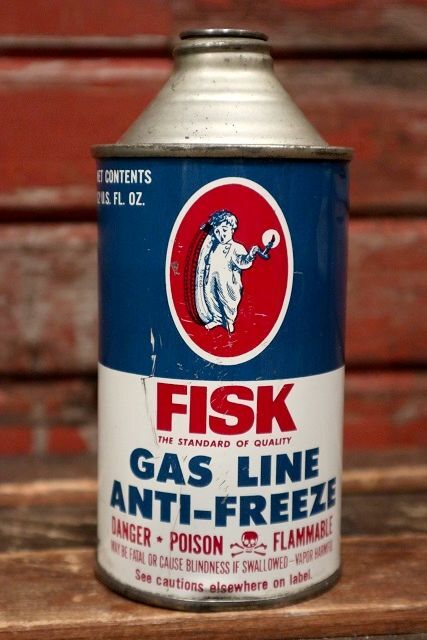 ET CONTENTS
2 U.S. FL. OZ.
FISK
THE STANDARD OF QUALITY
GAS LINE
ANTI-FREEZE
DANGER * POISON FLAMMABLE
MAY BE FATAL OR CAUSE BLINDNESS IF SWALLOWED-VAPOR HARMFUL
See cautions elsewhere on label.